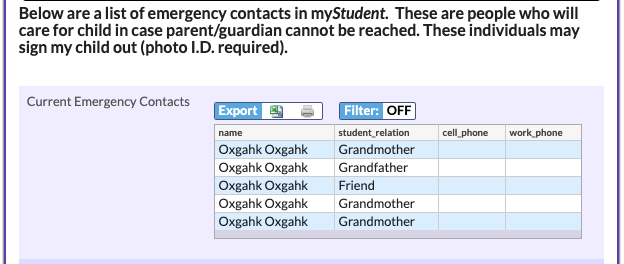 Below are a list of emergency contacts in myStudent. These are people who will
care for child in case parent/guardian cannot be reached. These individuals may
sign my child out (photo I.D. required).
Current Emergency Contacts
Export Filter: OFF
name student_relation cell_phone work_phone
Oxgahk Oxgahk Grandmother
Oxgahk Oxgahk Grandfather
Oxgahk Oxgahk Friend
Oxgahk Oxgahk Grandmother
Oxgahk Oxgahk Grandmother